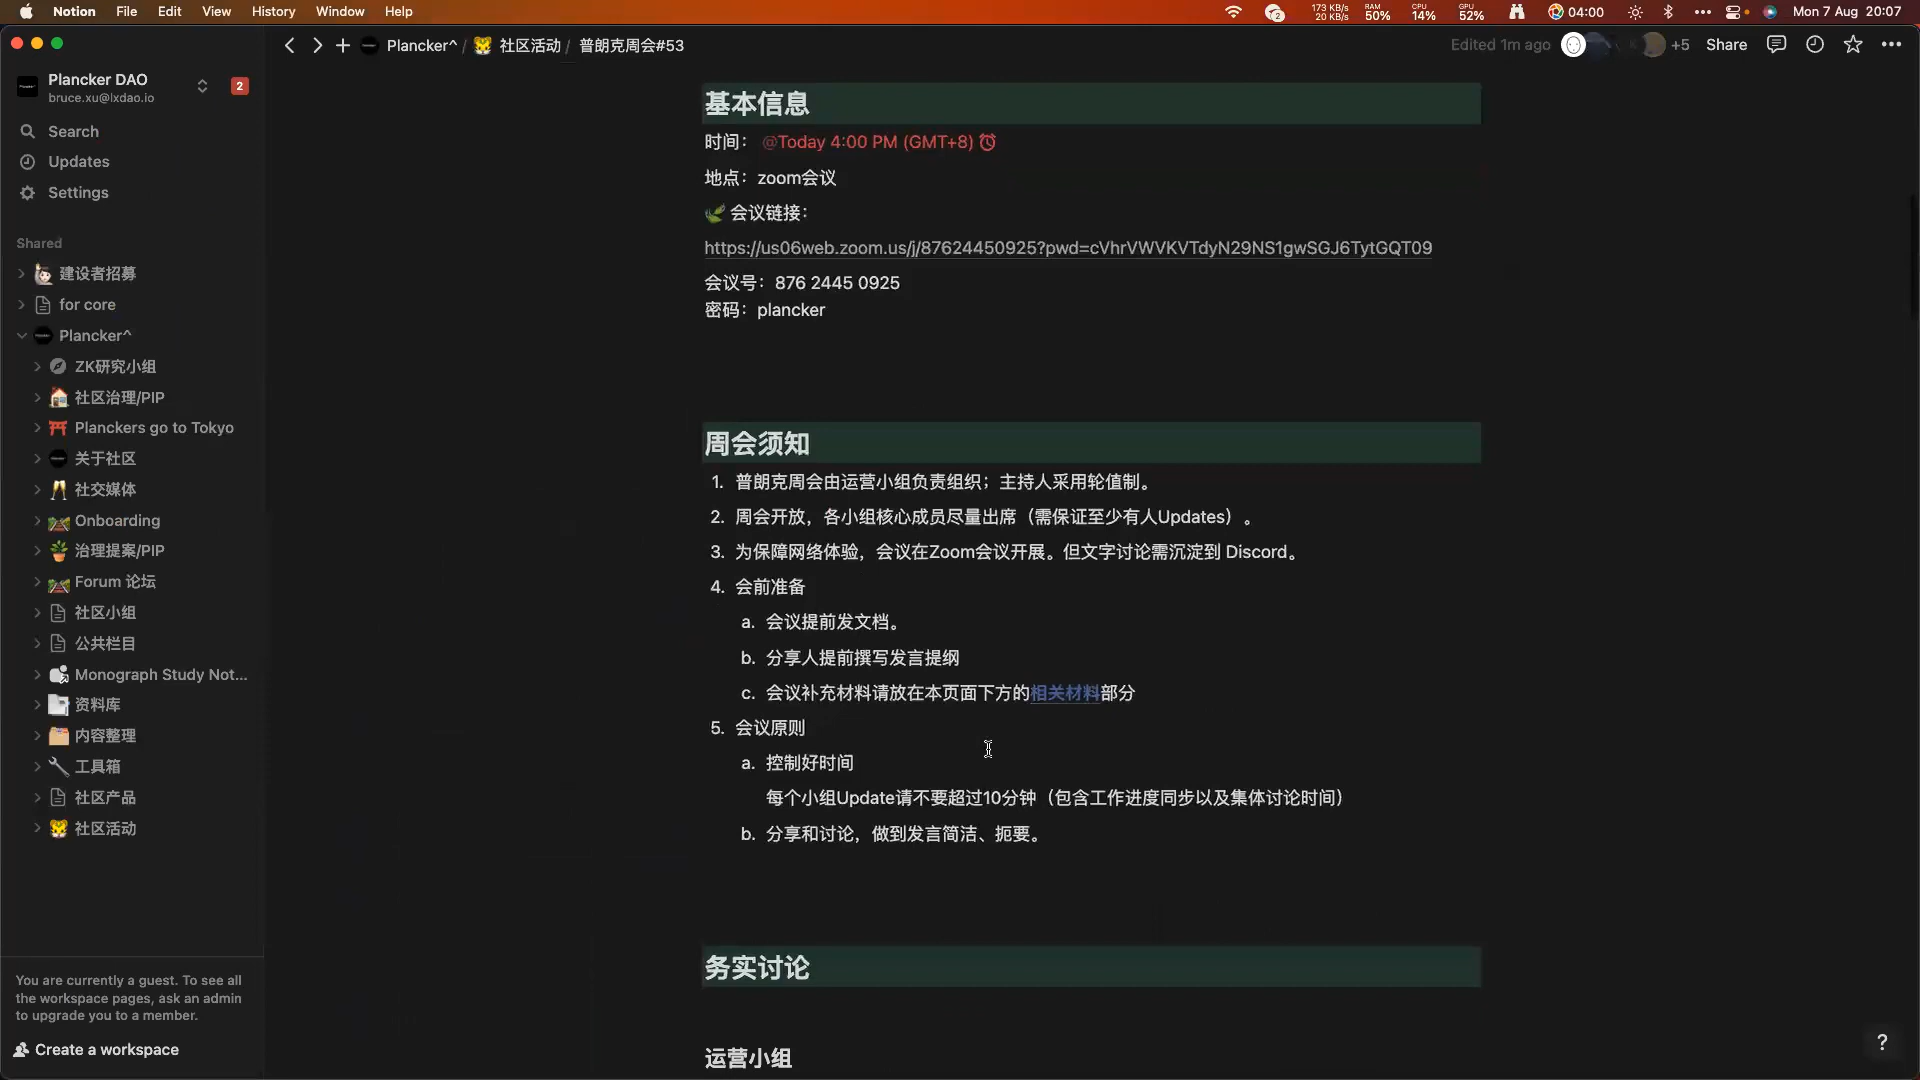 Notion File Edit View History Window Help
2 173 KB/s 20 KB/s RAM 50% CPU 14% GPU 52% 04:00 Mon 7 Aug 20:07
Plancker^ / 社区活动 / 普朗克周会#53
Edited 1m ago +5 Share
Plancker DAO
bruce.xu@lxdao.io
2
Search
Updates
Settings
Shared
建设者招募
for core
Plancker^
ZK研究小组
社区治理/PIP
Planckers go to Tokyo
关于社区
社交媒体
Onboarding
治理提案/PIP
Forum 论坛
社区小组
公共栏目
Monograph Study Not...
资料库
内容整理
工具箱
社区产品
社区活动
You are currently a guest. To see all
the workspace pages, ask an admin
to upgrade you to a member.
Create a workspace
基本信息
时间： @Today 4:00 PM (GMT+8)
地点：zoom会议
会议链接：
https://us06web.zoom.us/j/87624450925?pwd=cVhrVWVKVTdyN29NS1gwSGJ6TytGQT09
会议号：876 2445 0925
密码：plancker
周会须知
1. 普朗克周会由运营小组负责组织；主持人采用轮值制。
2. 周会开放，各小组核心成员尽量出席（需保证至少有人Updates）。
3. 为保障网络体验，会议在Zoom会议开展。但文字讨论需沉淀到 Discord。
4. 会前准备
a. 会议提前发文档。
b. 分享人提前撰写发言提纲
c. 会议补充材料请放在本页面下方的相关材料部分
5. 会议原则
a. 控制好时间
每个小组Update请不要超过10分钟（包含工作进度同步以及集体讨论时间）
b. 分享和讨论，做到发言简洁、扼要。
务实讨论
运营小组
?